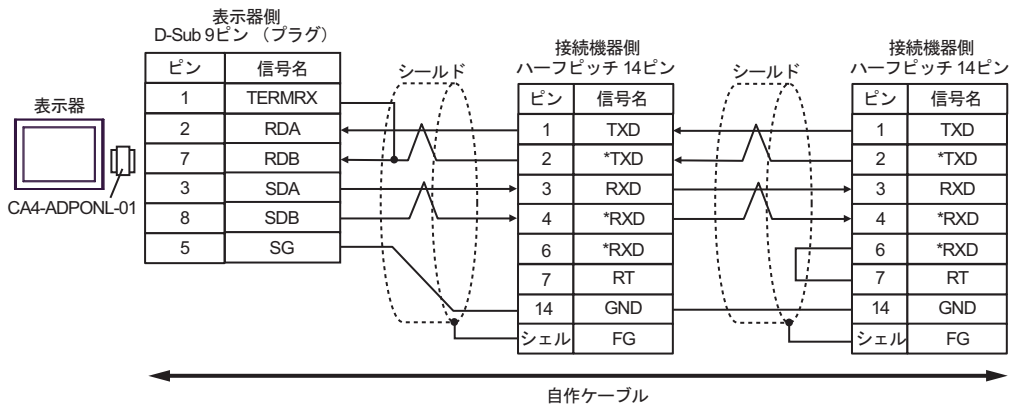 表示器
CA4-ADPONL-01
表示器側
D-Sub 9ピン （プラグ）
ピン 信号名
1 TERMRX
2 RDA
7 RDB
3 SDA
8 SDB
5 SG
シールド
接続機器側
ハーフピッチ 14ピン
ピン 信号名
1 TXD
2 *TXD
3 RXD
4 *RXD
6 *RXD
7 RT
14 GND
シェル FG
シールド
接続機器側
ハーフピッチ 14ピン
ピン 信号名
1 TXD
2 *TXD
3 RXD
4 *RXD
6 *RXD
7 RT
14 GND
シェル FG
自作ケーブル